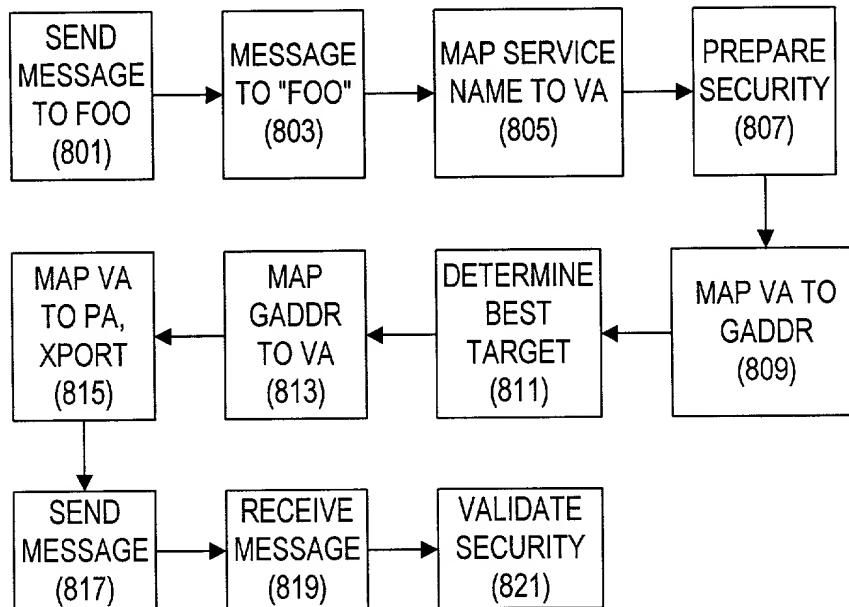 SEND
MESSAGE
TO FOO
(801)
MESSAGE
TO "FOO"
(803)
MAP SERVICE
NAME TO VA
(805)
PREPARE
SECURITY
(807)
MAP VA TO
GADDR
(809)
DETERMINE
BEST
TARGET
(811)
MAP
GADDR
TO VA
(813)
MAP VA
TO PA,
XPORT
(815)
SEND
MESSAGE
(817)
RECEIVE
MESSAGE
(819)
VALIDATE
SECURITY
(821)